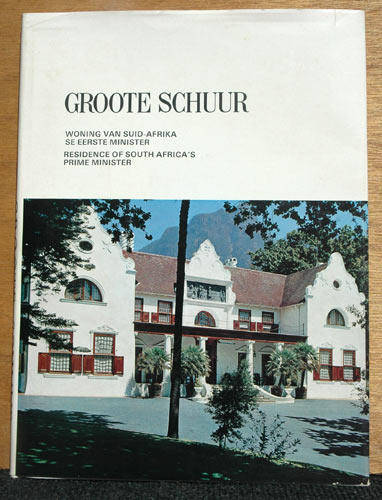 GROOTE SCHUUR
WONING VAN SUID-AFRIKA
SE EERSTE MINISTER
RESIDENCE OF SOUTH AFRICA'S
PRIME MINISTER